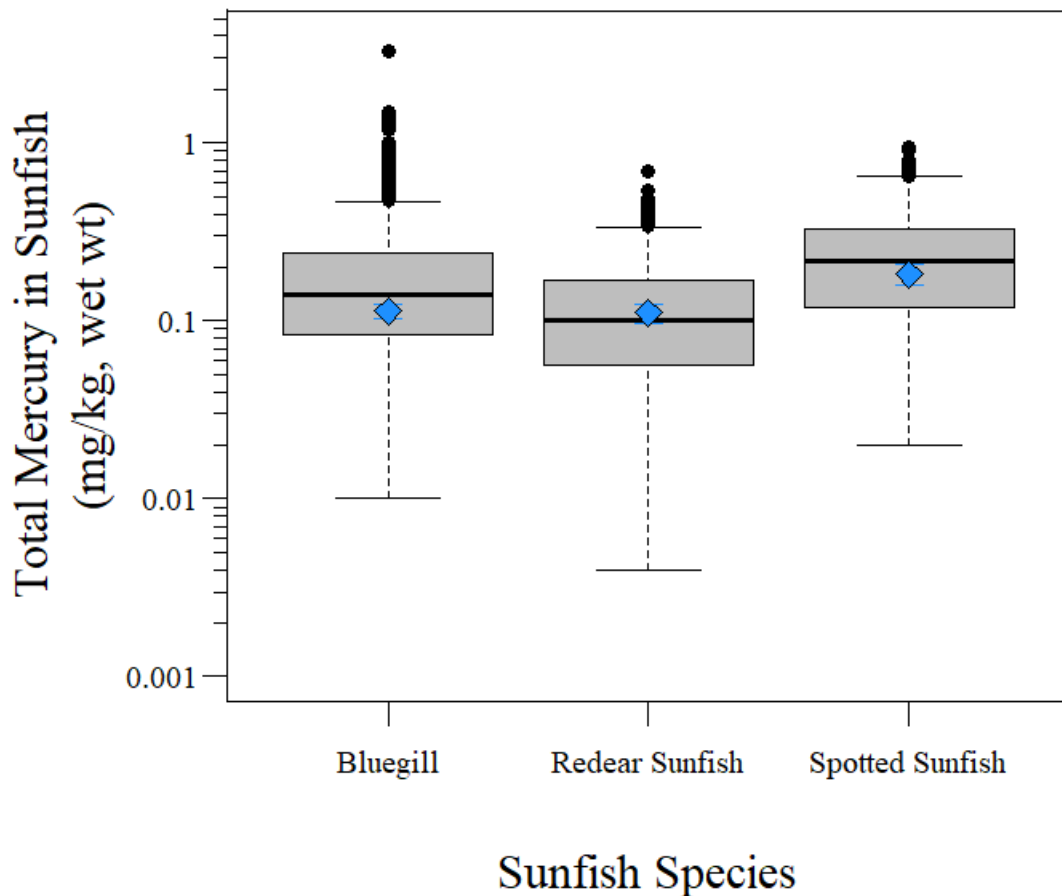 Total Mercury in Sunfish
(mg/kg, wet wt)
1
0.1
0.01
0.001
Bluegill
Redear Sunfish
Spotted Sunfish
Sunfish Species